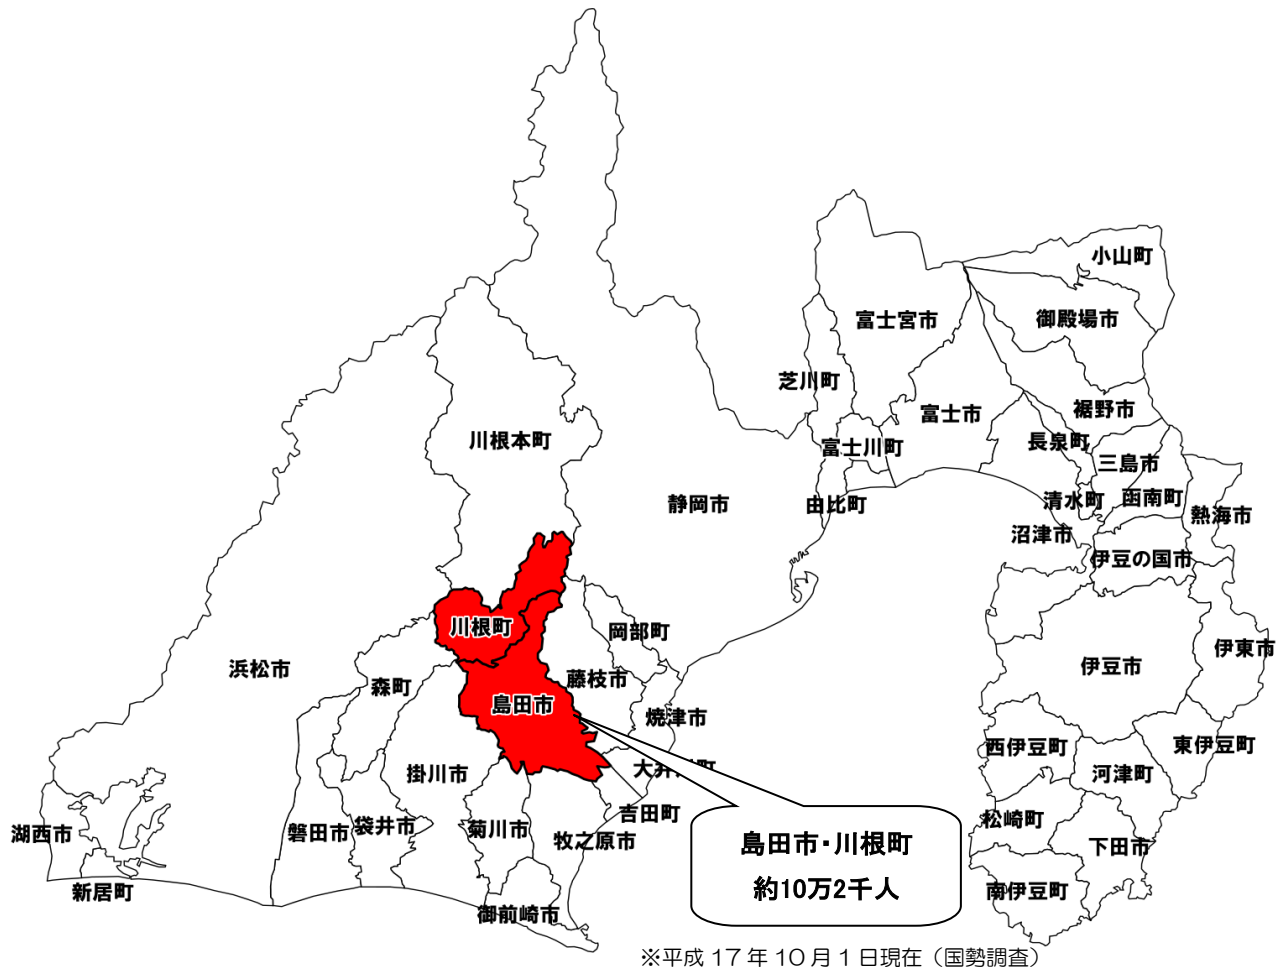 小山町
富士宮市
御殿場市
芝川町
裾野市
富士市
川根本町
長泉町
富士川町
三島市
静岡市
由比町
清水町
函南町
熱海市
沼津市
伊豆の国市
川根町
岡部町
伊東市
浜松市
伊豆市
森町
藤枝市
島田市
焼津市
西伊豆町
東伊豆町
掛川市
大井川町
河津町
吉田町
松崎町
湖西市
磐田市
袋井市
菊川市
牧之原市
島田市・川根町
約10万2千人
下田市
新居町
南伊豆町
御前崎市
※平成17年10月1日現在（国勢調査）